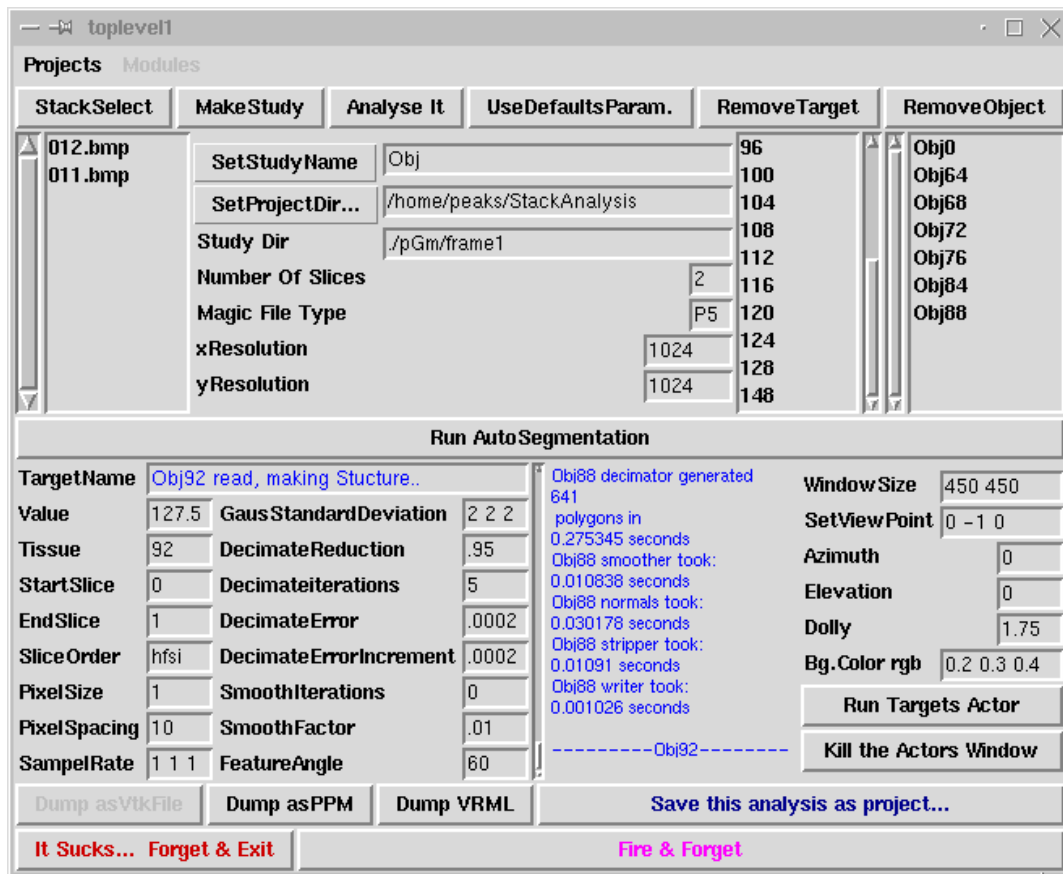 toplevel1
Projects Modules
StackSelect MakeStudy Analyse It UseDefaultsParam. RemoveTarget RemoveObject
012.bmp
011.bmp
SetStudyName Obj
SetProjectDir... /home/peaks/StackAnalysis
Study Dir ./pGm/frame1
Number Of Slices 2
Magic File Type P5
xResolution 1024
yResolution 1024
96
100
104
108
112
116
120
124
128
148
Obj0
Obj64
Obj68
Obj72
Obj76
Obj84
Obj88
Run AutoSegmentation
TargetName Obj92 read, making Stucture..
Value 127.5 GausStandardDeviation 2 2 2
Tissue 92 DecimateReduction .95
StartSlice 0 Decimateiterations 5
EndSlice 1 DecimateError .0002
SliceOrder hfsi DecimateErrorIncrement .0002
PixelSize 1 SmoothIterations 0
PixelSpacing 10 SmoothFactor .01
SampelRate 1 1 1 FeatureAngle 60
Obj88 decimator generated
641
polygons in
0.275345 seconds
Obj88 smoother took:
0.010838 seconds
Obj88 normals took:
0.030178 seconds
Obj88 stripper took:
0.01091 seconds
Obj88 writer took:
0.001026 seconds
---------Obj92--------
WindowSize 450 450
SetViewPoint 0 -1 0
Azimuth 0
Elevation 0
Dolly 1.75
Bg.Color rgb 0.2 0.3 0.4
Run Targets Actor
Kill the Actors Window
Dump asVtkFile Dump asPPM Dump VRML Save this analysis as project...
It Sucks... Forget & Exit Fire & Forget